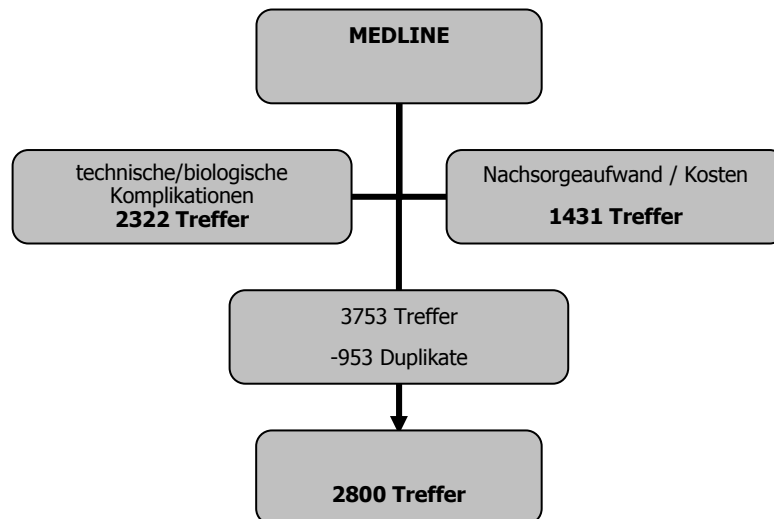 MEDLINE
technische/biologische
Komplikationen
2322 Treffer
Nachsorgeaufwand / Kosten
1431 Treffer
3753 Treffer
-953 Duplikate
2800 Treffer